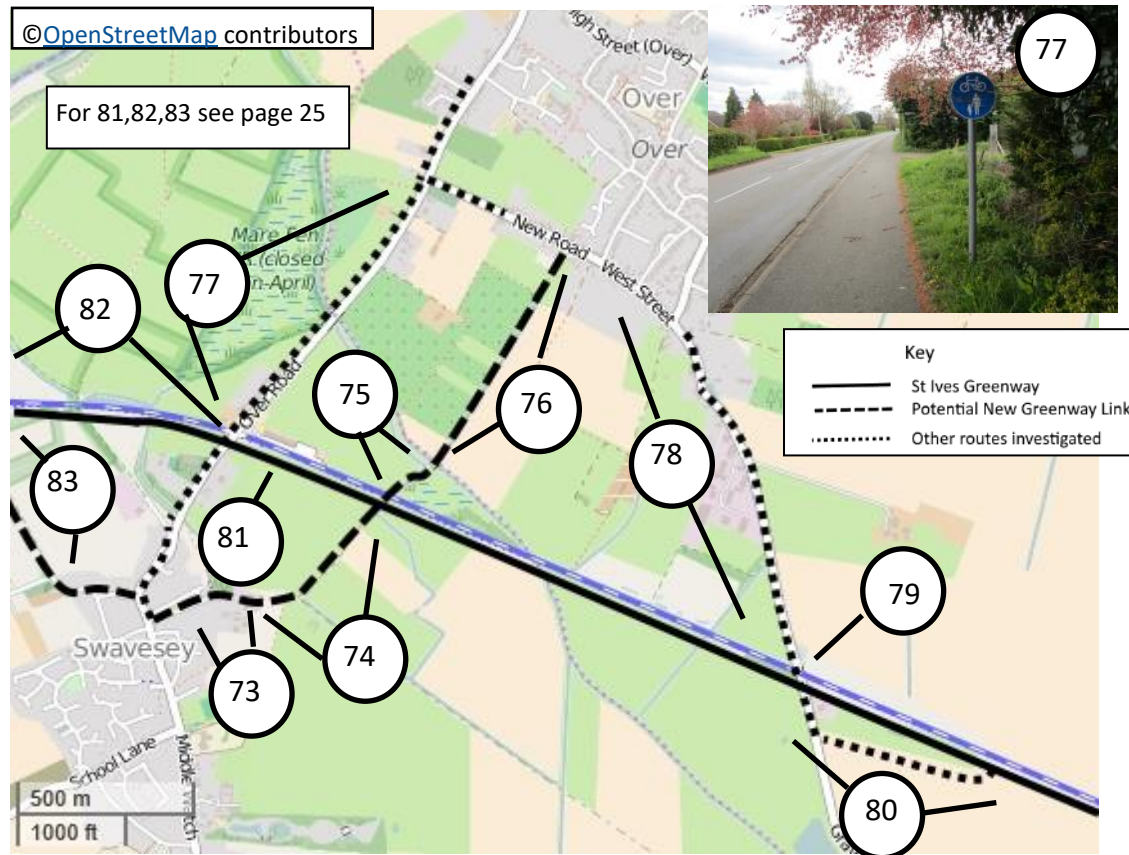 ©OpenStreetMap contributors
For 81,82,83 see page 25
High Street (Over)
Over
Over
77
Mare Fen
(closed
n-April)
New Road
West Street
77
82
Over Road
75
76
78
Key
St Ives Greenway
Potential New Greenway Link
Other routes investigated
83
81
79
Swavesey
73
74
80
School Lane
Middle Watch
500 m
1000 ft